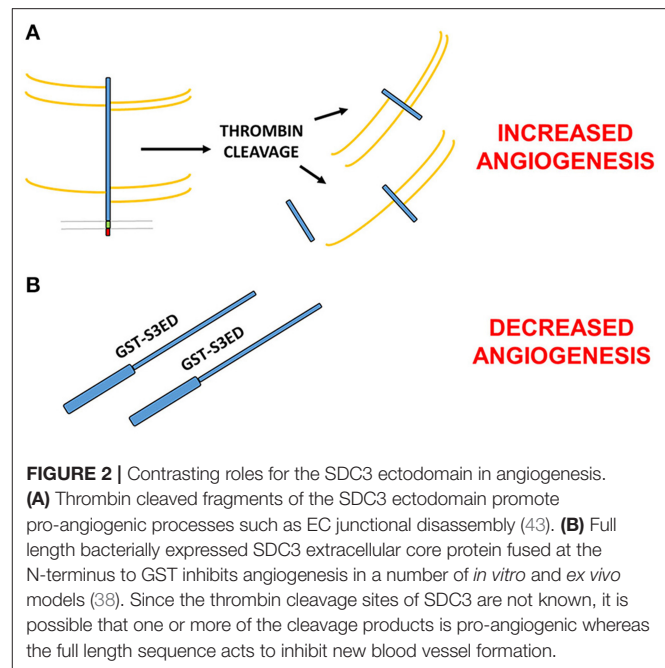 A
THROMBIN
CLEAVAGE
INCREASED
ANGIOGENESIS
B
GST-S3ED
GST-S3ED
DECREASED
ANGIOGENESIS
FIGURE 2 | Contrasting roles for the SDC3 ectodomain in angiogenesis.
(A) Thrombin cleaved fragments of the SDC3 ectodomain promote
pro-angiogenic processes such as EC junctional disassembly (43). (B) Full
length bacterially expressed SDC3 extracellular core protein fused at the
N-terminus to GST inhibits angiogenesis in a number of in vitro and ex vivo
models (38). Since the thrombin cleavage sites of SDC3 are not known, it is
possible that one or more of the cleavage products is pro-angiogenic whereas
the full length sequence acts to inhibit new blood vessel formation.